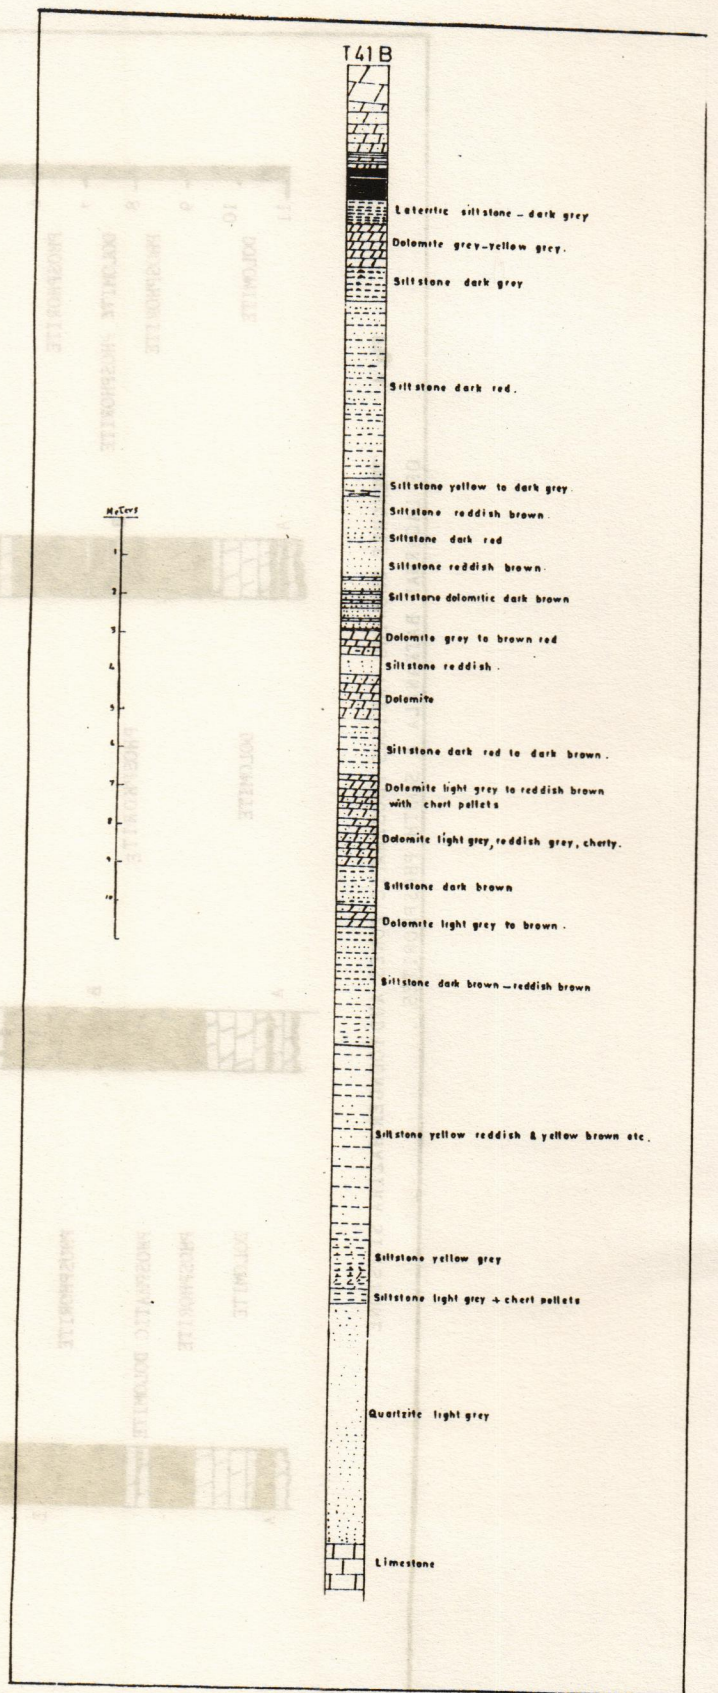 T 41 B
Lateritic siltstone – dark grey
Dolomite grey–yellow grey.
Siltstone dark grey
Siltstone dark red.
Siltstone yellow to dark grey.
Siltstone reddish brown.
Siltstone dark red
Siltstone reddish brown.
Siltstone dolomitic dark brown
Dolomite grey to brown red
Siltstone reddish.
Dolomite
Siltstone dark red to dark brown.
Dolomite light grey to reddish brown
with chert pellets
Dolomite light grey, reddish grey, cherty.
Siltstone dark brown
Dolomite light grey to brown.
Siltstone dark brown – reddish brown
Siltstone yellow reddish & yellow brown etc.
Siltstone yellow grey
Siltstone light grey + chert pellets
Quartzite light grey
Limestone
Meters
1
2
3
4
5
6
7
8
9
10